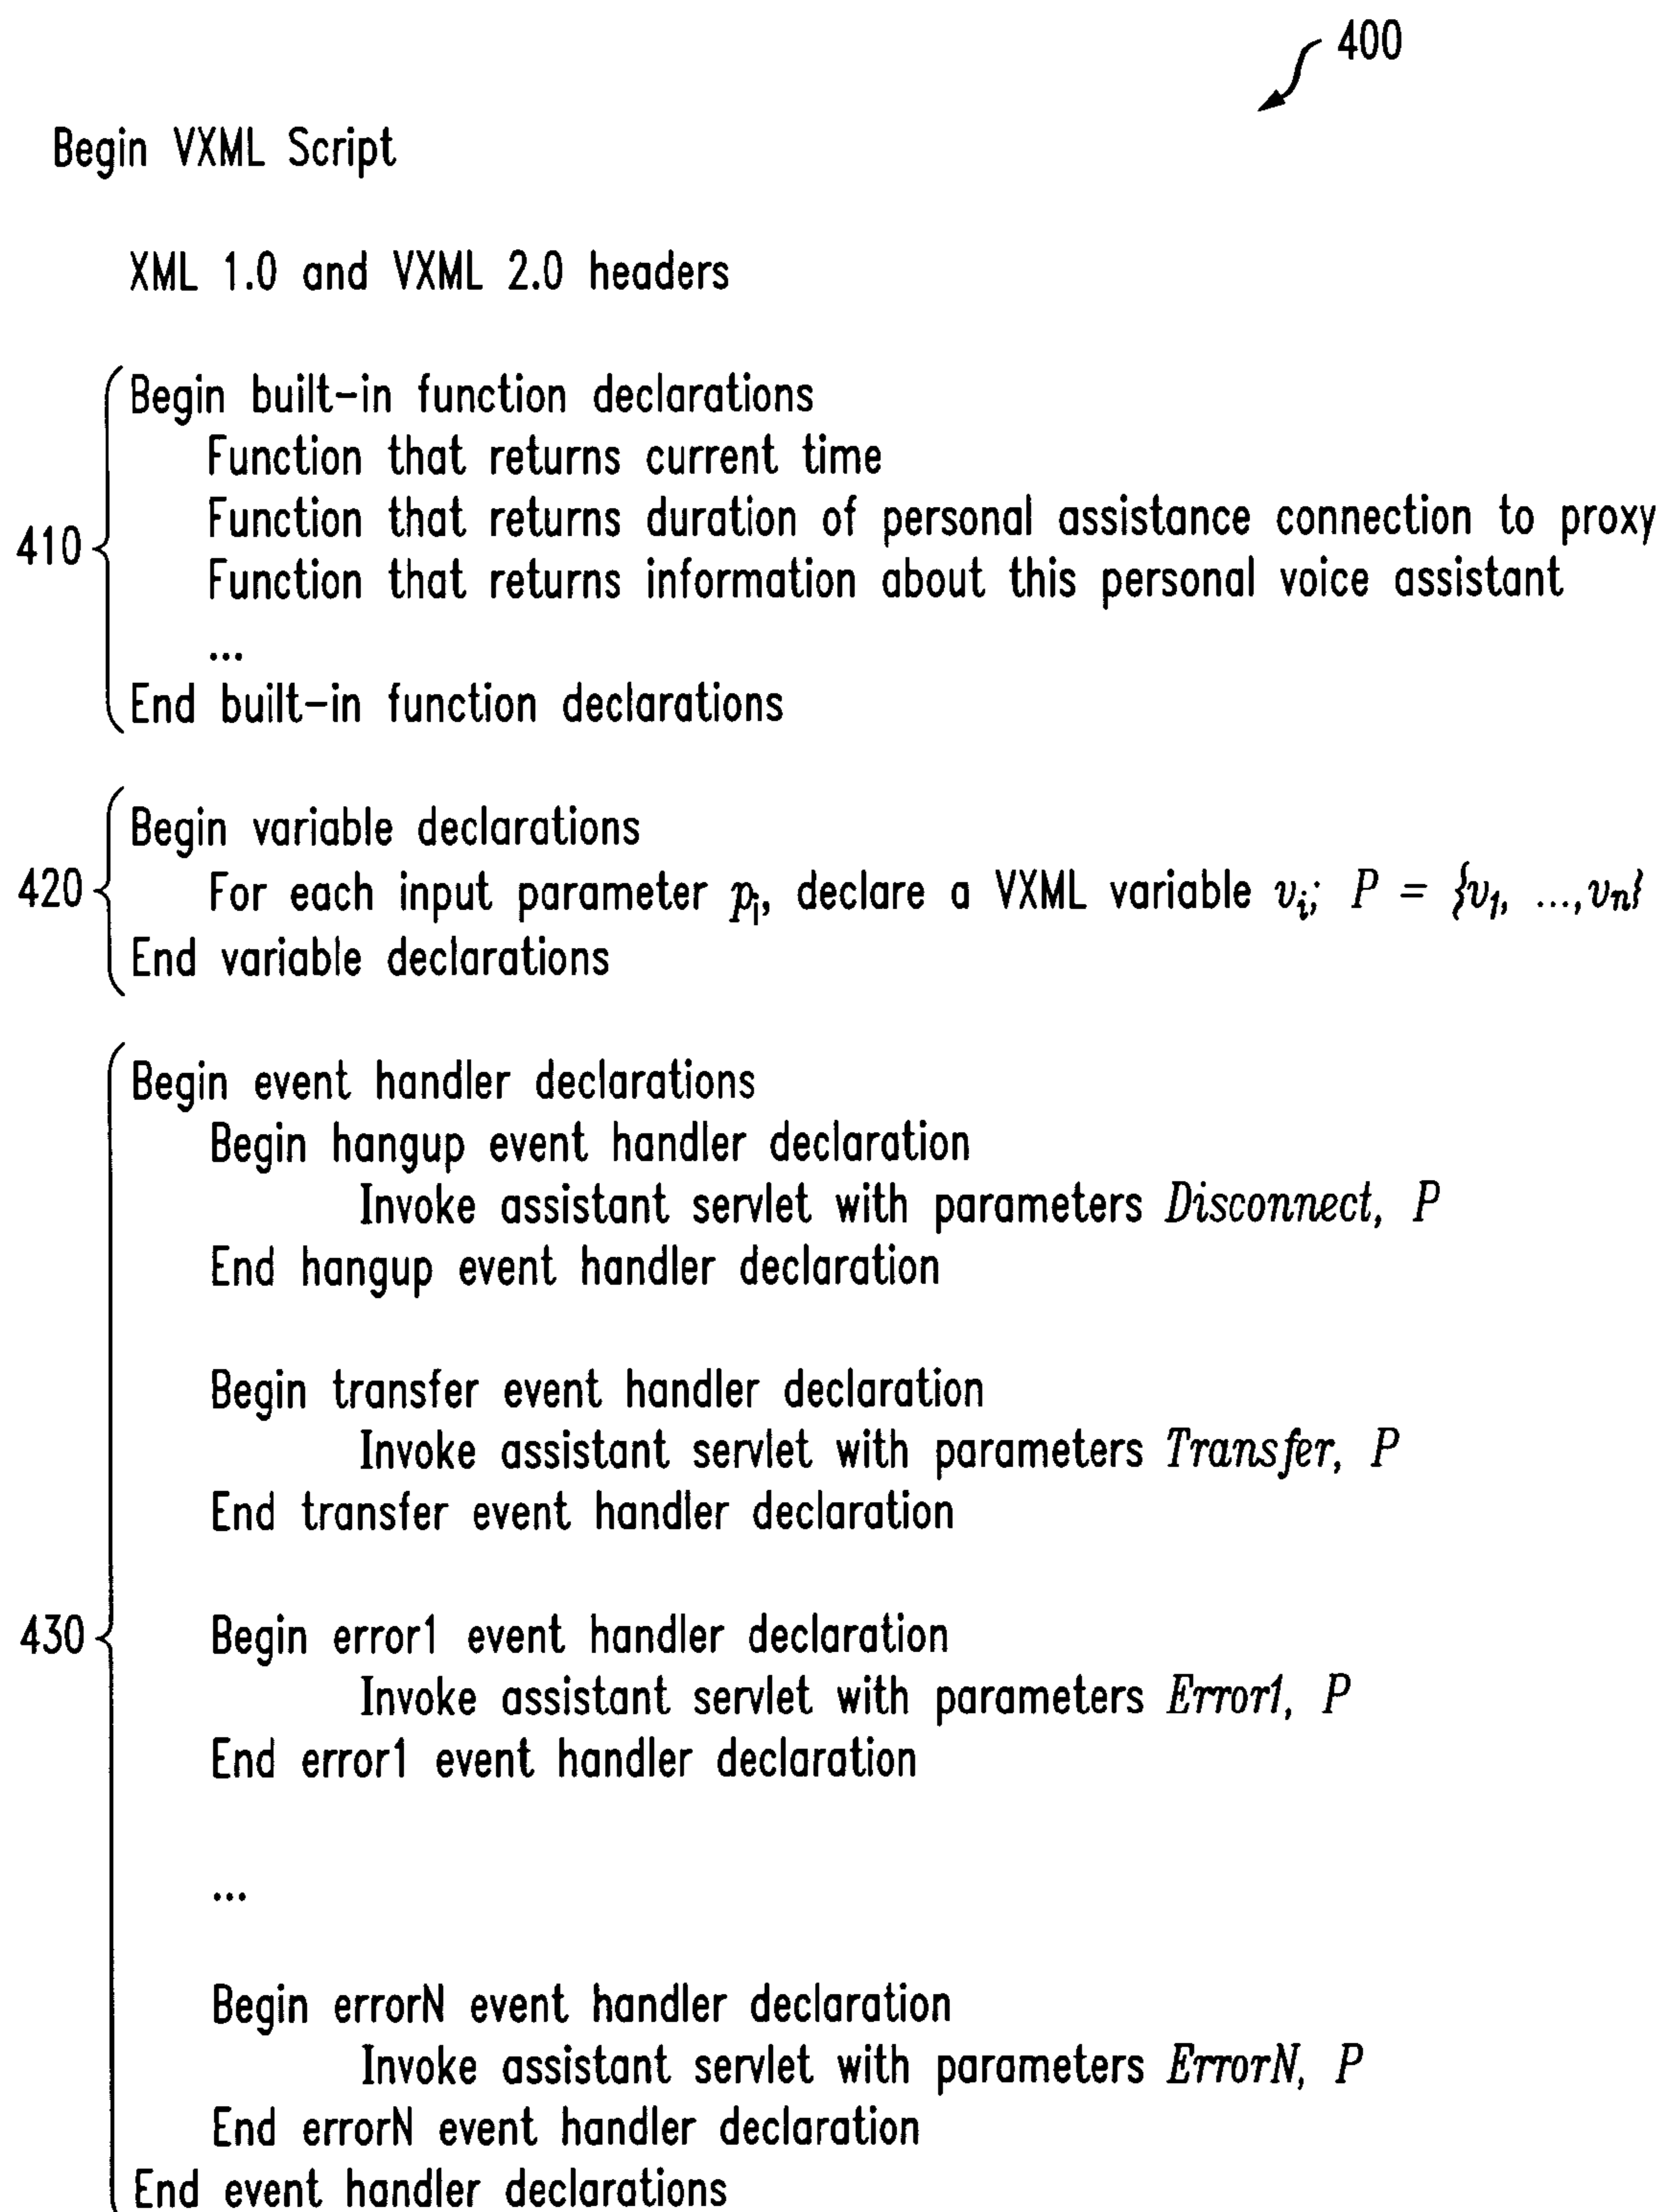 400
Begin VXML Script
XML 1.0 and VXML 2.0 headers
Begin built-in function declarations
Function that returns current time
Function that returns duration of personal assistance connection to proxy
410
Function that returns information about this personal voice assistant
...
End built-in function declarations
Begin variable declarations
420 For each input parameter pi, declare a VXML variable vi; P = {v1, ...,vn}
End variable declarations
Begin event handler declarations
Begin hangup event handler declaration
Invoke assistant servlet with parameters Disconnect, P
End hangup event handler declaration
Begin transfer event handler declaration
Invoke assistant servlet with parameters Transfer, P
End transfer event handler declaration
430 Begin error1 event handler declaration
Invoke assistant servlet with parameters Error1, P
End error1 event handler declaration
...
Begin errorN event handler declaration
Invoke assistant servlet with parameters ErrorN, P
End errorN event handler declaration
End event handler declarations